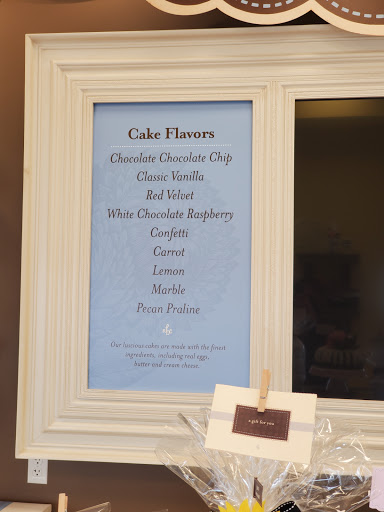 Cake Flavors
Chocolate Chocolate Chip
Classic Vanilla
Red Velvet
White Chocolate Raspberry
Confetti
Carrot
Lemon
Marble
Pecan Praline
Our luscious cakes are made with the finest
ingredients, including real eggs,
butter and cream cheese.
a gift for you